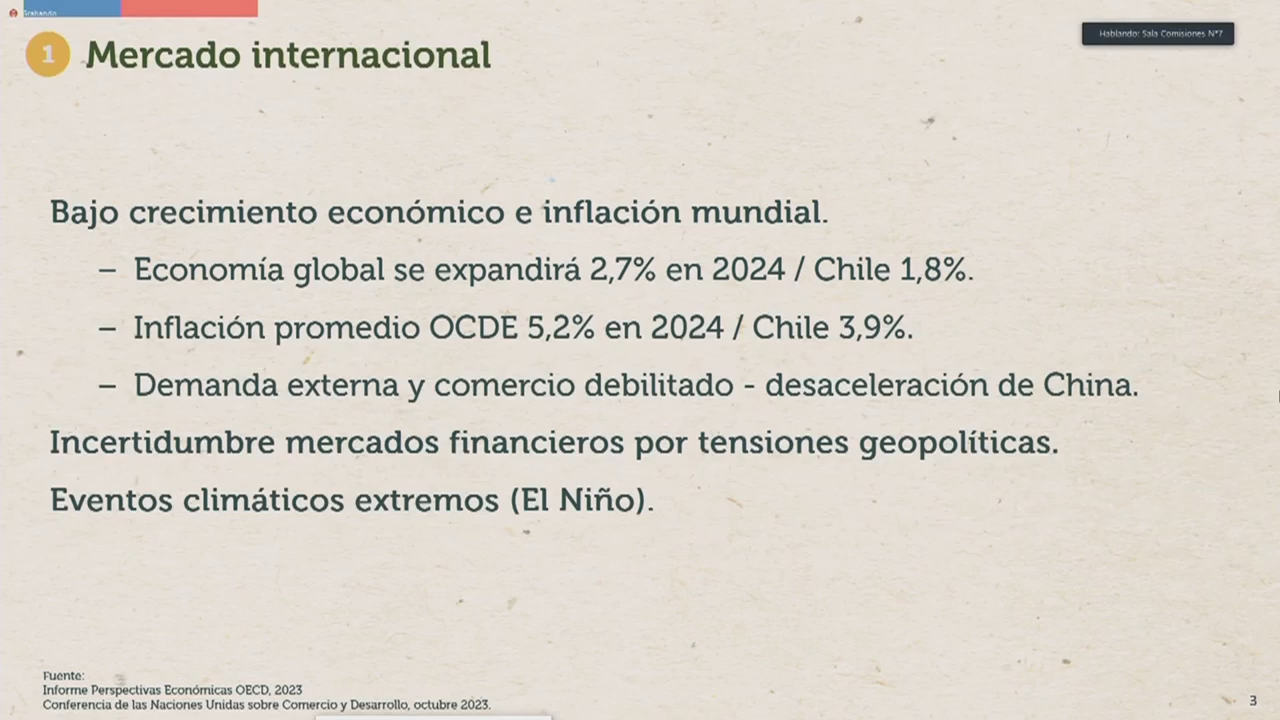 Grabando
Hablando: Sala Comisiones N°7
1 Mercado internacional
Bajo crecimiento económico e inflación mundial.
– Economía global se expandirá 2,7% en 2024 / Chile 1,8%.
– Inflación promedio OCDE 5,2% en 2024 / Chile 3,9%.
– Demanda externa y comercio debilitado - desaceleración de China.
Incertidumbre mercados financieros por tensiones geopolíticas.
Eventos climáticos extremos (El Niño).
Fuente:
Informe Perspectivas Económicas OECD, 2023
Conferencia de las Naciones Unidas sobre Comercio y Desarrollo, octubre 2023.
3